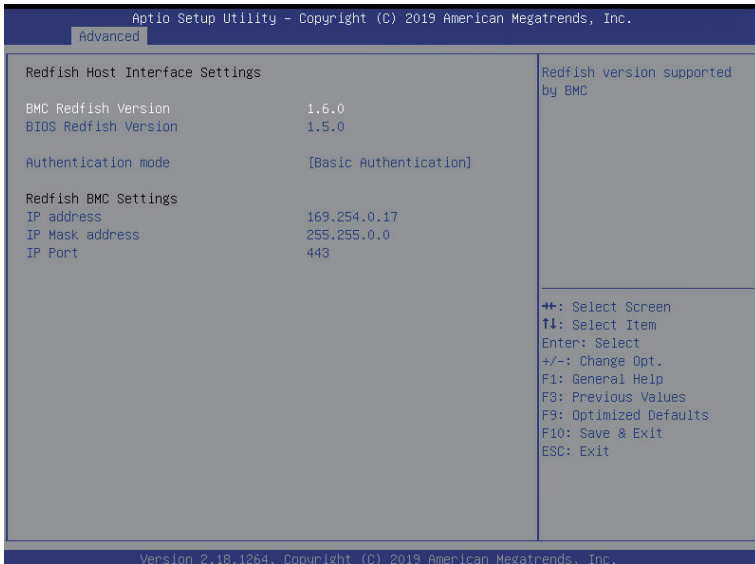 Aptio Setup Utility – Copyright (C) 2019 American Megatrends, Inc.
Advanced
Redfish Host Interface Settings
BMC Redfish Version 1.6.0
BIOS Redfish Version 1.5.0
Authentication mode [Basic Authentication]
Redfish BMC Settings
IP address 169.254.0.17
IP Mask address 255.255.0.0
IP Port 443
Redfish version supported
by BMC
→←: Select Screen
↑↓: Select Item
Enter: Select
+/-: Change Opt.
F1: General Help
F3: Previous Values
F9: Optimized Defaults
F10: Save & Exit
ESC: Exit
Version 2.18.1264. Copyright (C) 2019 American Megatrends, Inc.